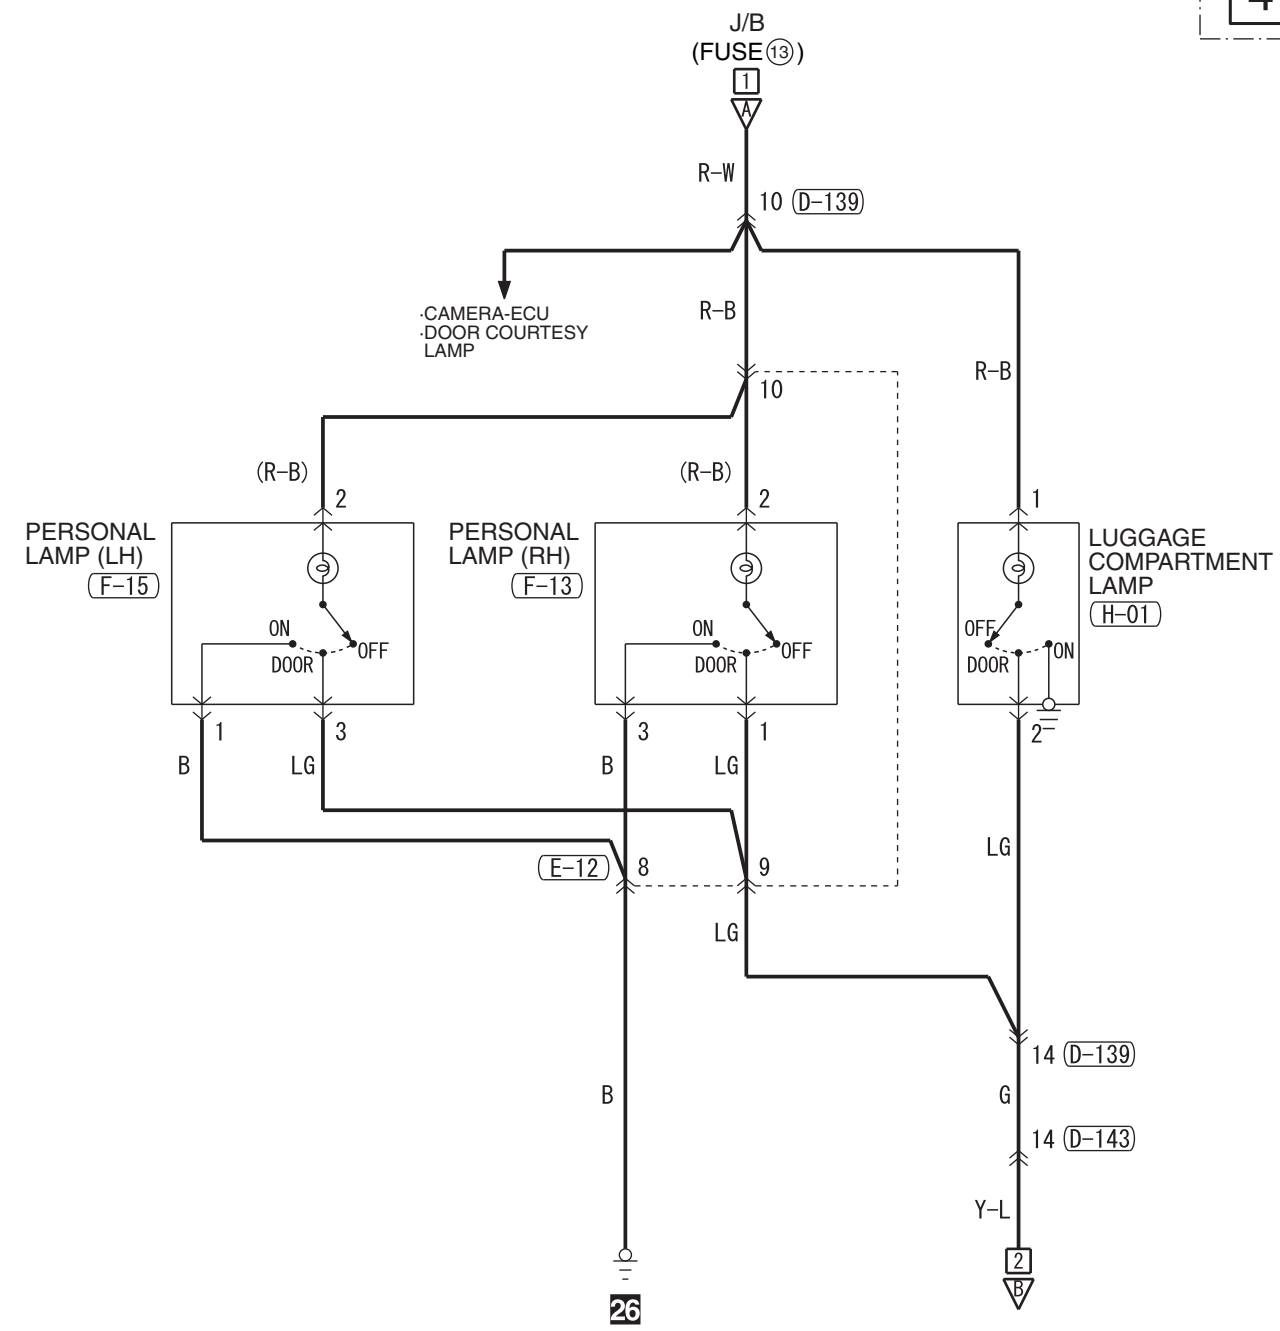 4
J/B
(FUSE⑬)
1
A
R-W
10 (D-139)
·CAMERA-ECU
·DOOR COURTESY
LAMP
R-B
R-B
10
(R-B)
(R-B)
2
2
1
PERSONAL
LAMP (LH)
F-15
PERSONAL
LAMP (RH)
F-13
LUGGAGE
COMPARTMENT
LAMP
H-01
ON
DOOR
OFF
ON
DOOR
OFF
OFF
DOOR
ON
1
3
3
1
2
B
LG
B
LG
LG
E-12
8
9
LG
14 (D-139)
B
G
14 (D-143)
Y-L
2
B
26